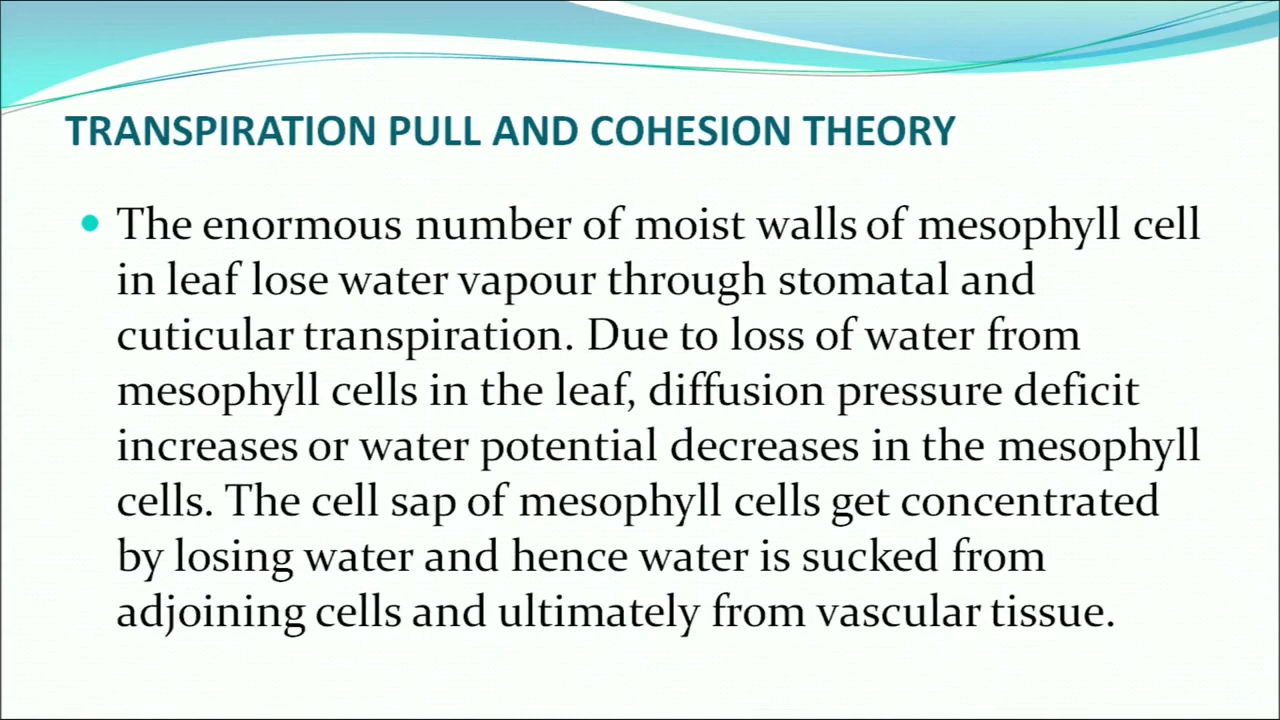 TRANSPIRATION PULL AND COHESION THEORY
The enormous number of moist walls of mesophyll cell
in leaf lose water vapour through stomatal and
cuticular transpiration. Due to loss of water from
mesophyll cells in the leaf, diffusion pressure deficit
increases or water potential decreases in the mesophyll
cells. The cell sap of mesophyll cells get concentrated
by losing water and hence water is sucked from
adjoining cells and ultimately from vascular tissue.